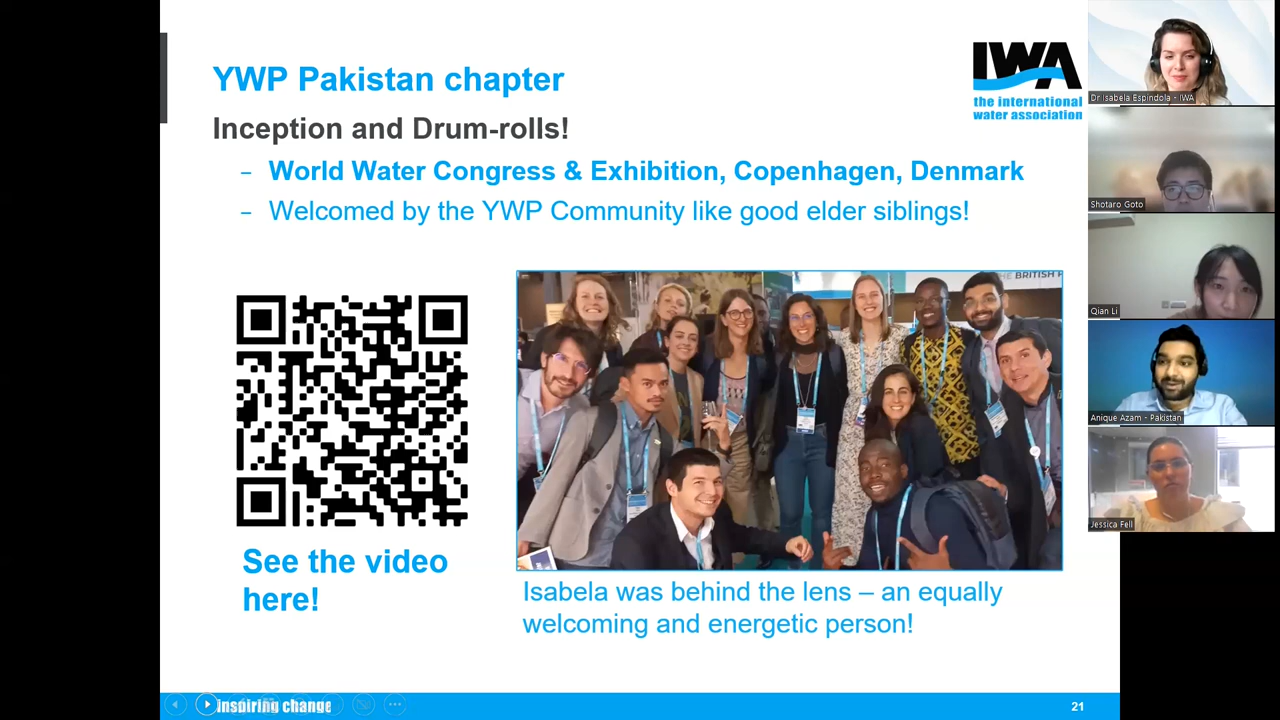 YWP Pakistan chapter
Inception and Drum-rolls!
– World Water Congress & Exhibition, Copenhagen, Denmark
– Welcomed by the YWP Community like good elder siblings!
IWA
the international
water association
THE BRITISH
See the video
here!
Isabela was behind the lens – an equally
welcoming and energetic person!
inspiring change
21
Dr Isabela Espindola - IWA
Shotaro Goto
Qian Li
Anique Azam - Pakistan
Jessica Fell